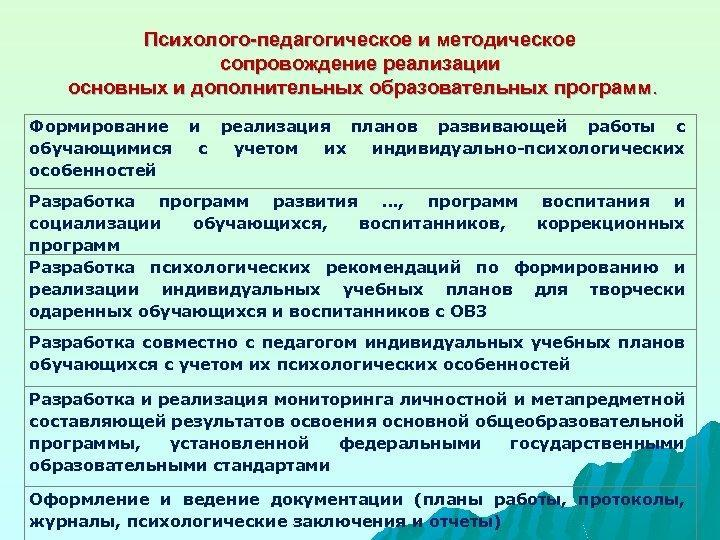 Психолого-педагогическое и методическое
сопровождение реализации
основных и дополнительных образовательных программ.
Формирование и реализация планов развивающей работы с
обучающимися с учетом их индивидуально-психологических
особенностей
Разработка программ развития …, программ воспитания и
социализации обучающихся, воспитанников, коррекционных
программ
Разработка психологических рекомендаций по формированию и
реализации индивидуальных учебных планов для творчески
одаренных обучающихся и воспитанников с ОВЗ
Разработка совместно с педагогом индивидуальных учебных планов
обучающихся с учетом их психологических особенностей
Разработка и реализация мониторинга личностной и метапредметной
составляющей результатов освоения основной общеобразовательной
программы, установленной федеральными государственными
образовательными стандартами
Оформление и ведение документации (планы работы, протоколы,
журналы, психологические заключения и отчеты)